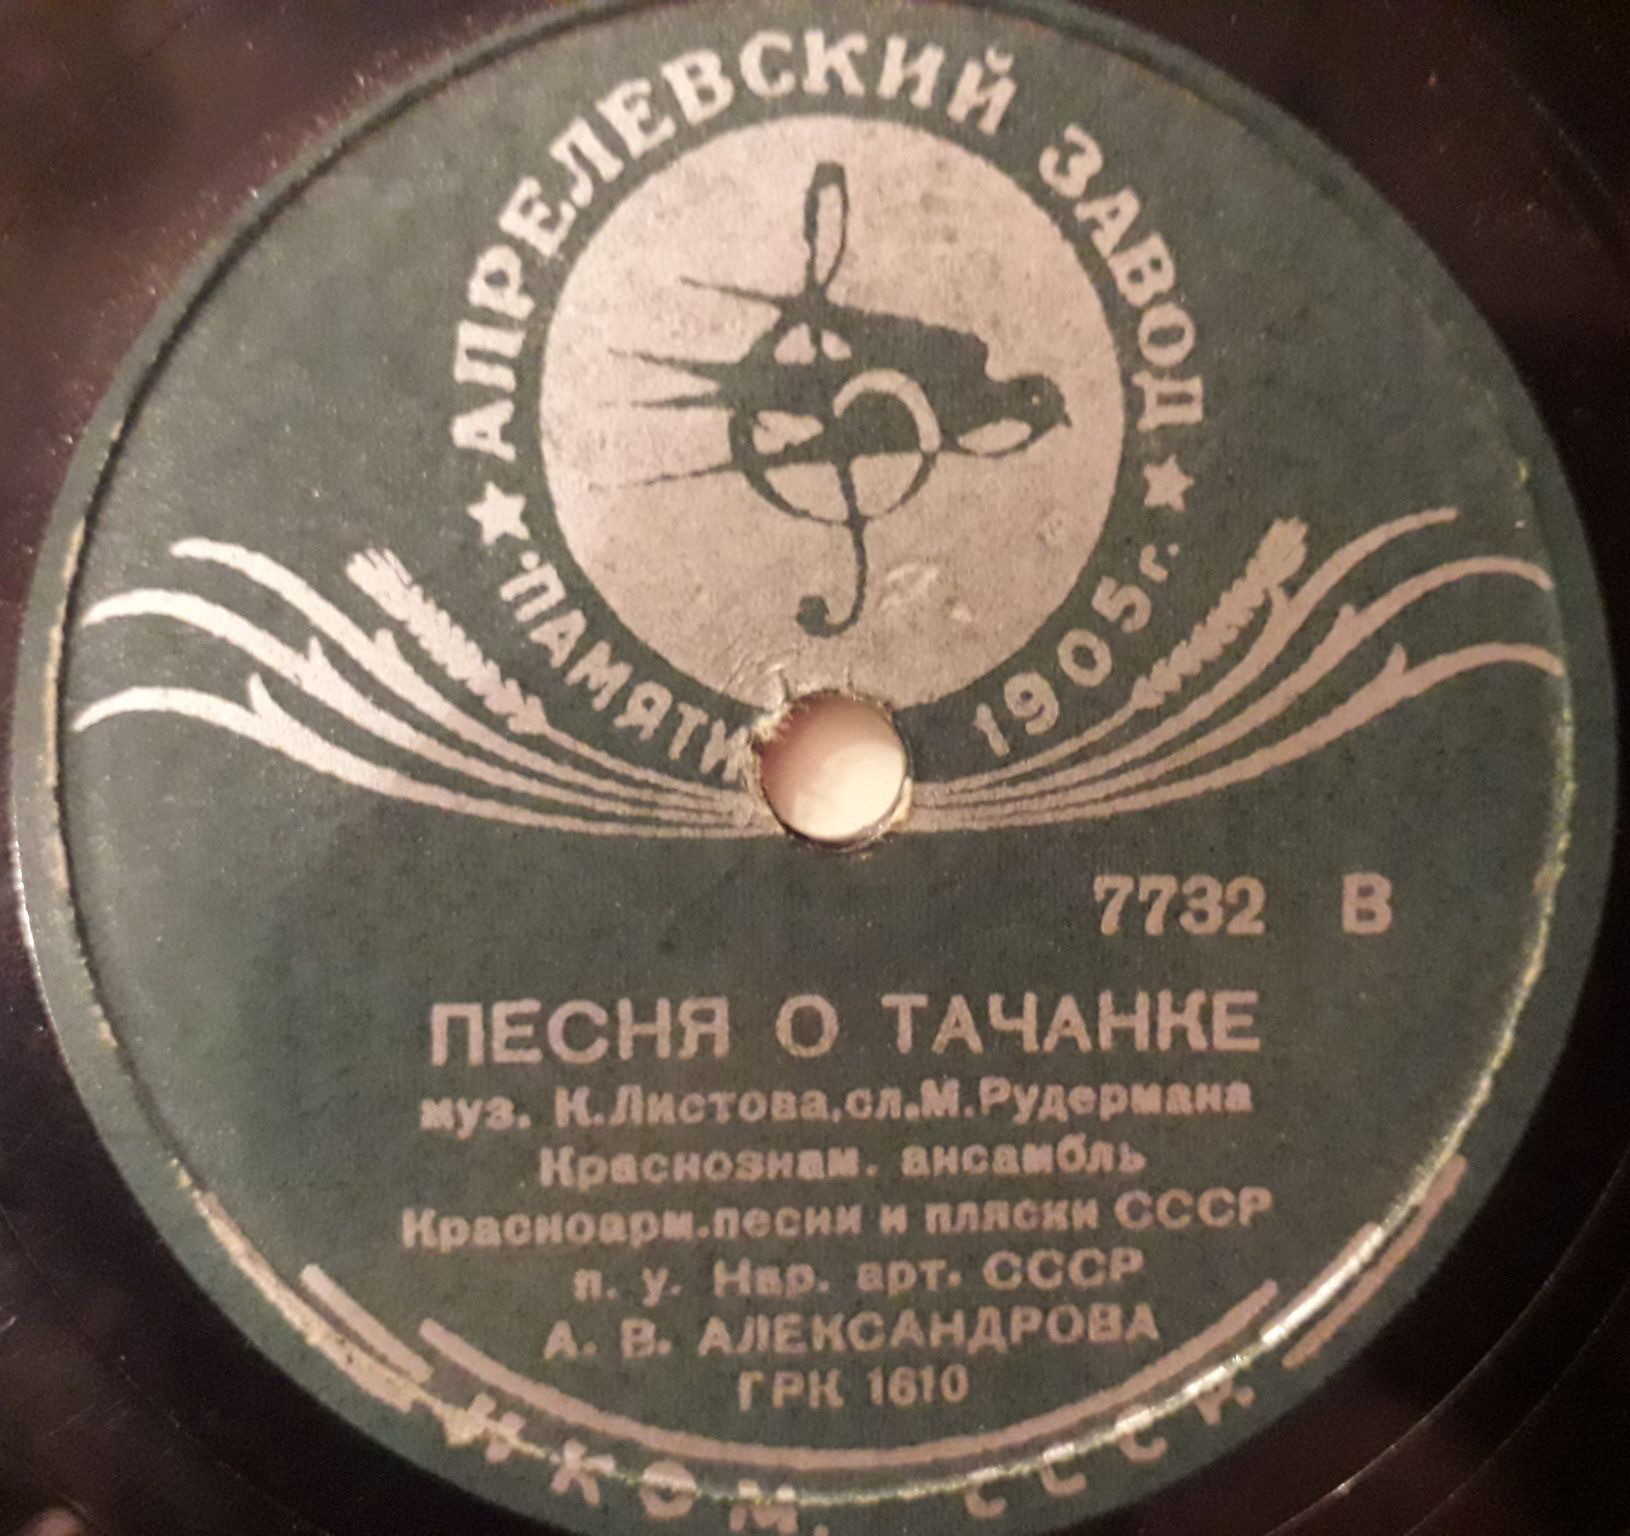 ★ АПРЕЛЕВСКИЙ ЗАВОД ★
"ПАМЯТИ 1905 г.
7732 В
ПЕСНЯ О ТАЧАНКЕ
муз. К.Листова,сл.М.Рудермана
Краснознам. ансамбль
Красноарм.песни и пляски СССР
п. у. Нар. арт. СССР
А. В. АЛЕКСАНДРОВА
ГРК 1610
СССР